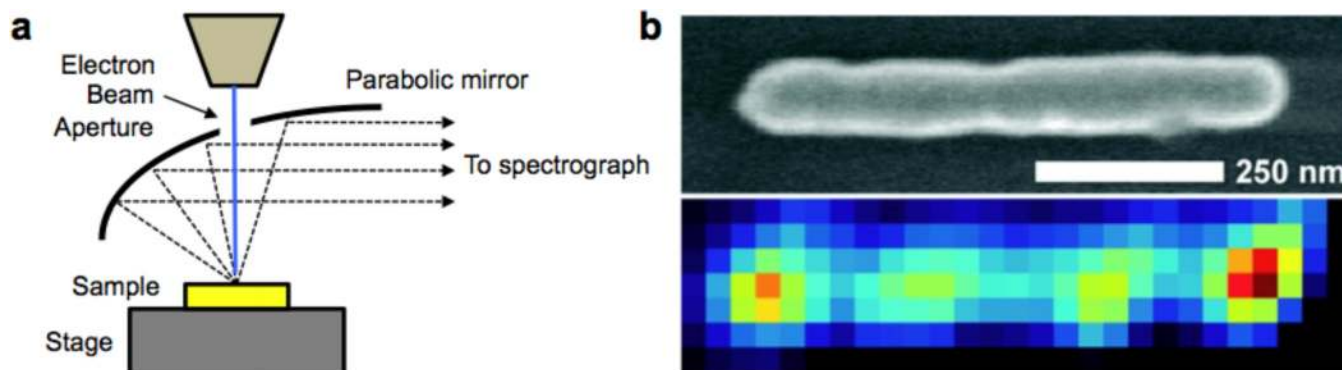 a
Electron
Beam
Aperture
Parabolic mirror
To spectrograph
Sample
Stage
b
250 nm